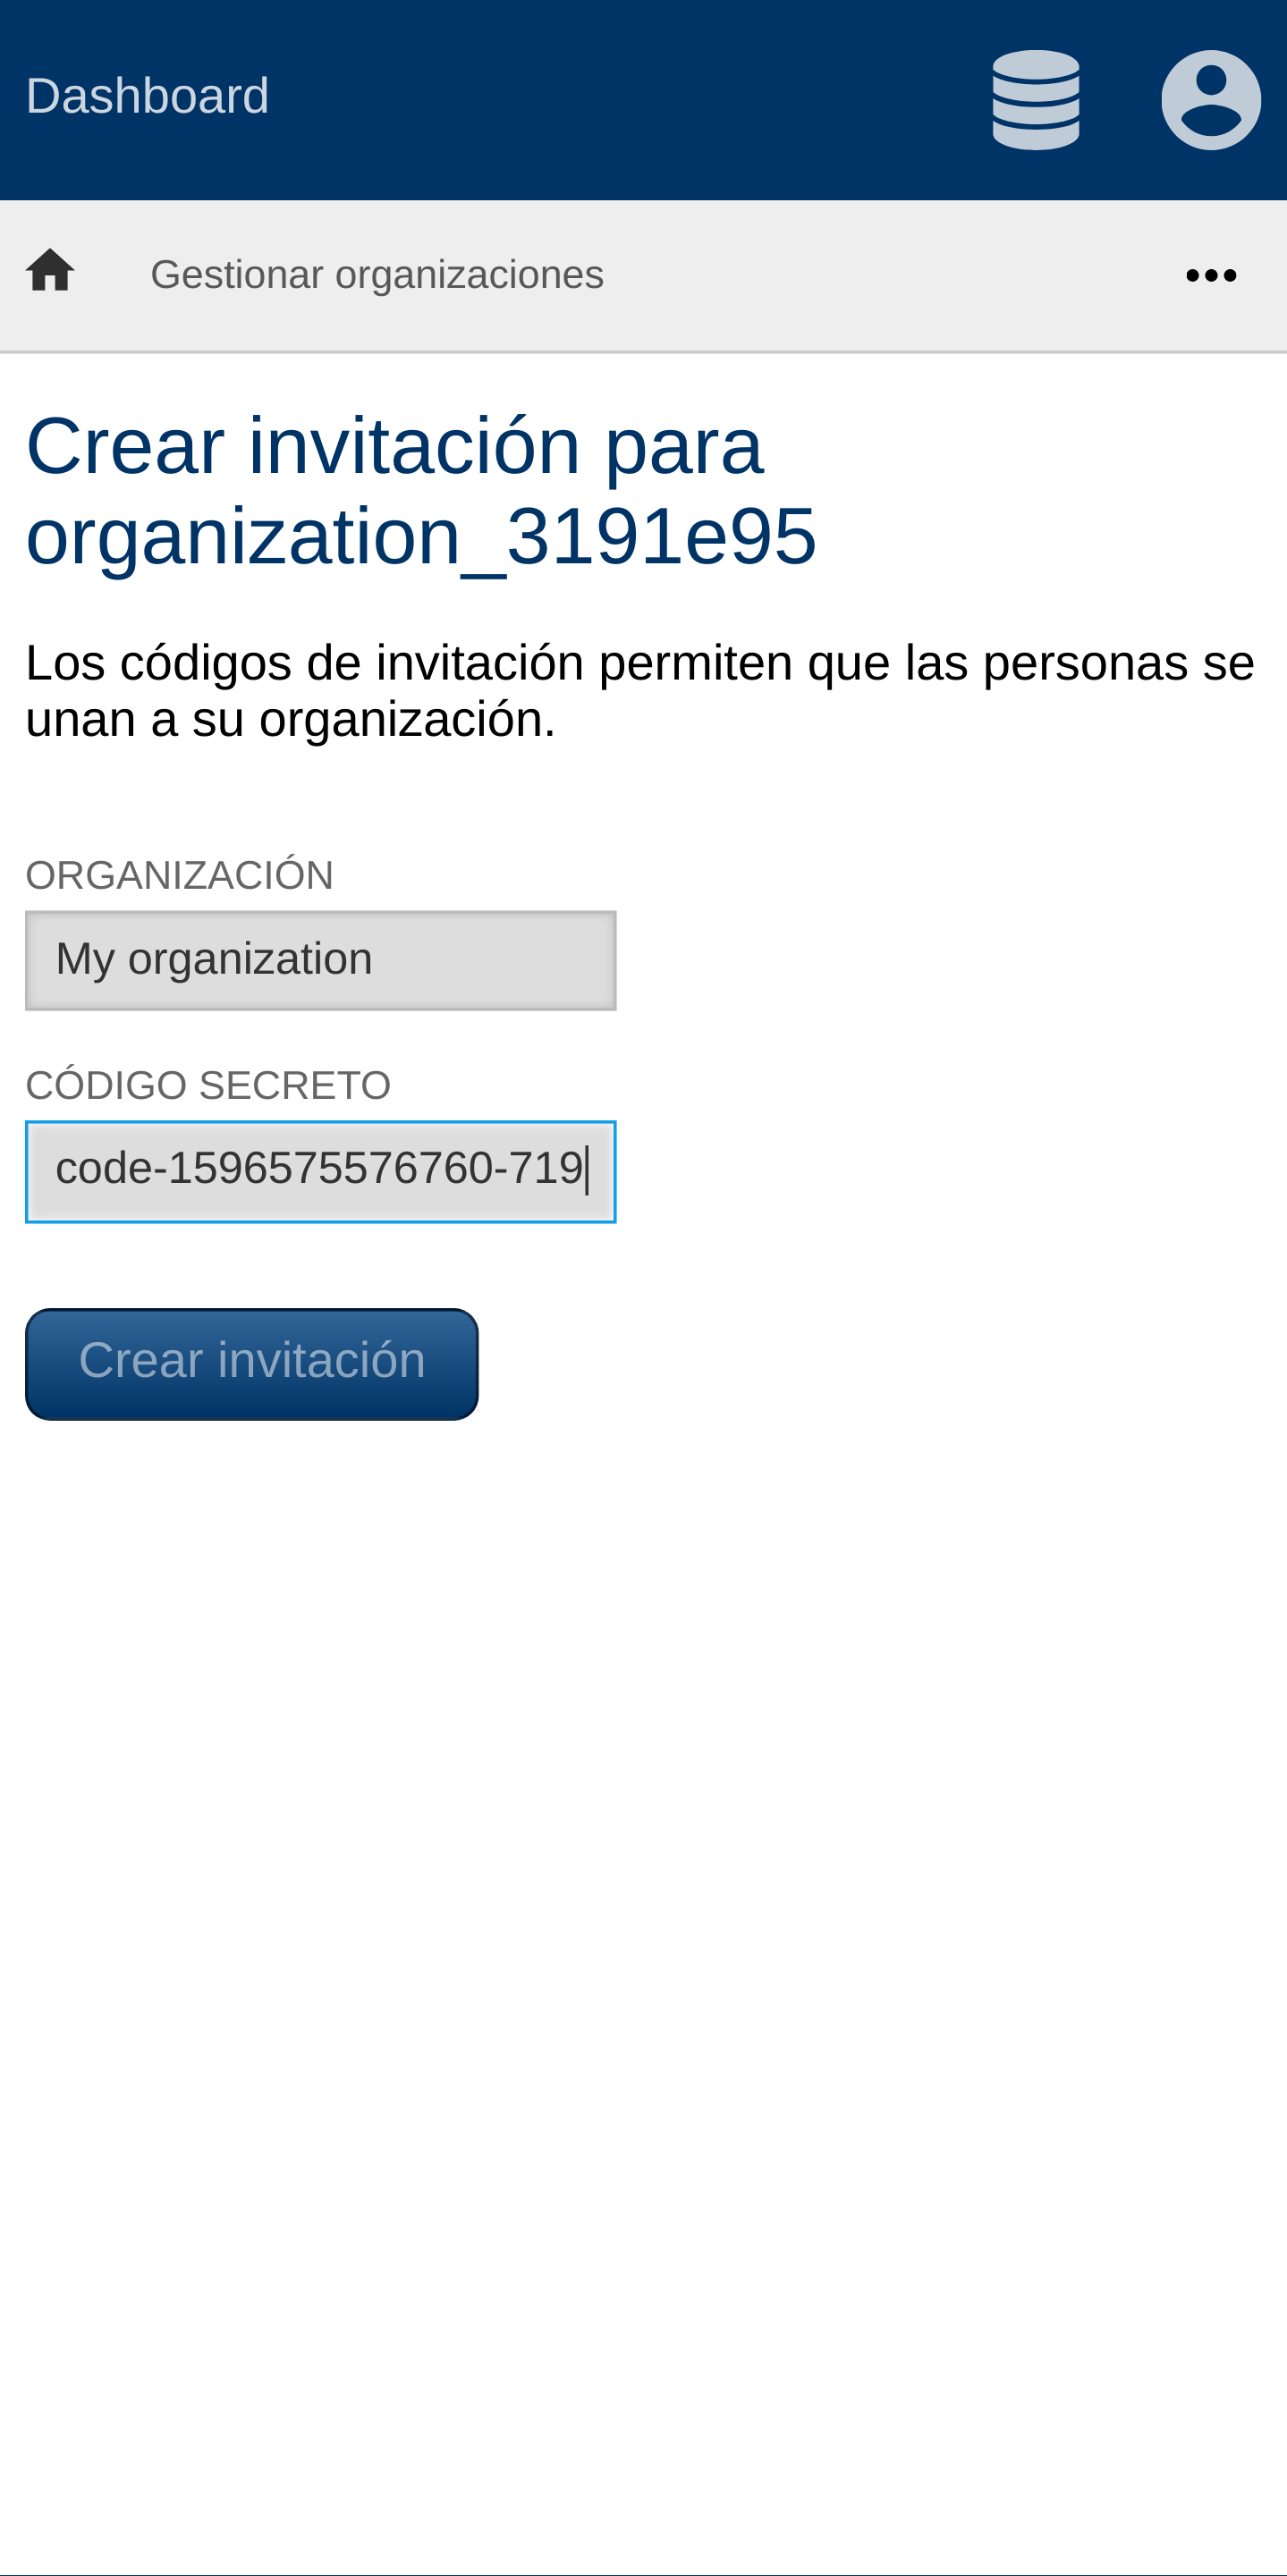 Dashboard
Gestionar organizaciones
Crear invitación para
organization_3191e95
Los códigos de invitación permiten que las personas se
unan a su organización.
ORGANIZACIÓN
My organization
CÓDIGO SECRETO
code-1596575576760-719
Crear invitación